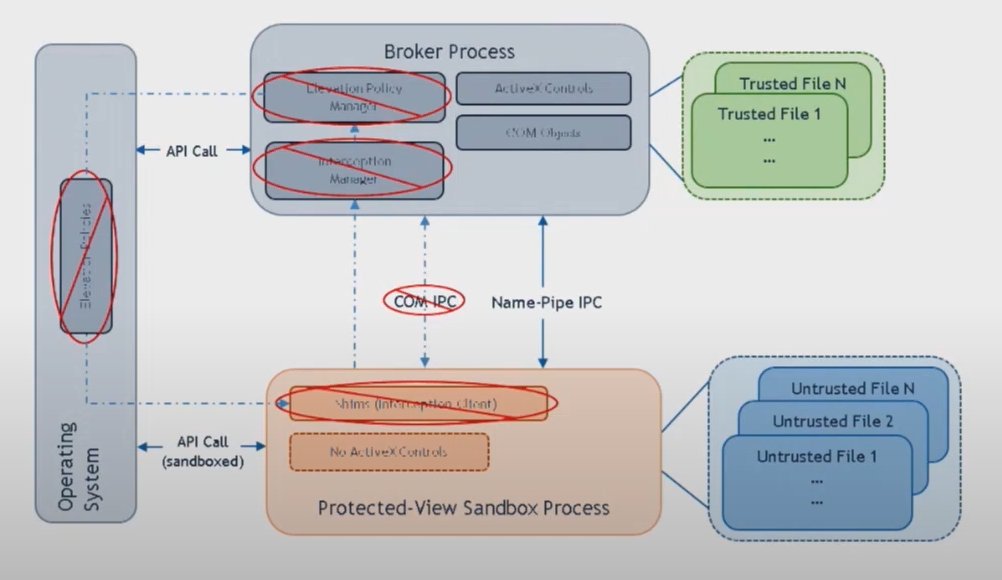 Broker Process
Elevation Policy
Manager
ActiveX Controls
COM Objects
Interception
Manager
Trusted File N
Trusted File 1
...
...
API Call
Elevation Policies
COM IPC
Name-Pipe IPC
Shims (Interception Client)
No ActiveX Controls
Protected-View Sandbox Process
API Call
(sandboxed)
Operating
System
Untrusted File N
Untrusted File 2
Untrusted File 1
...
...